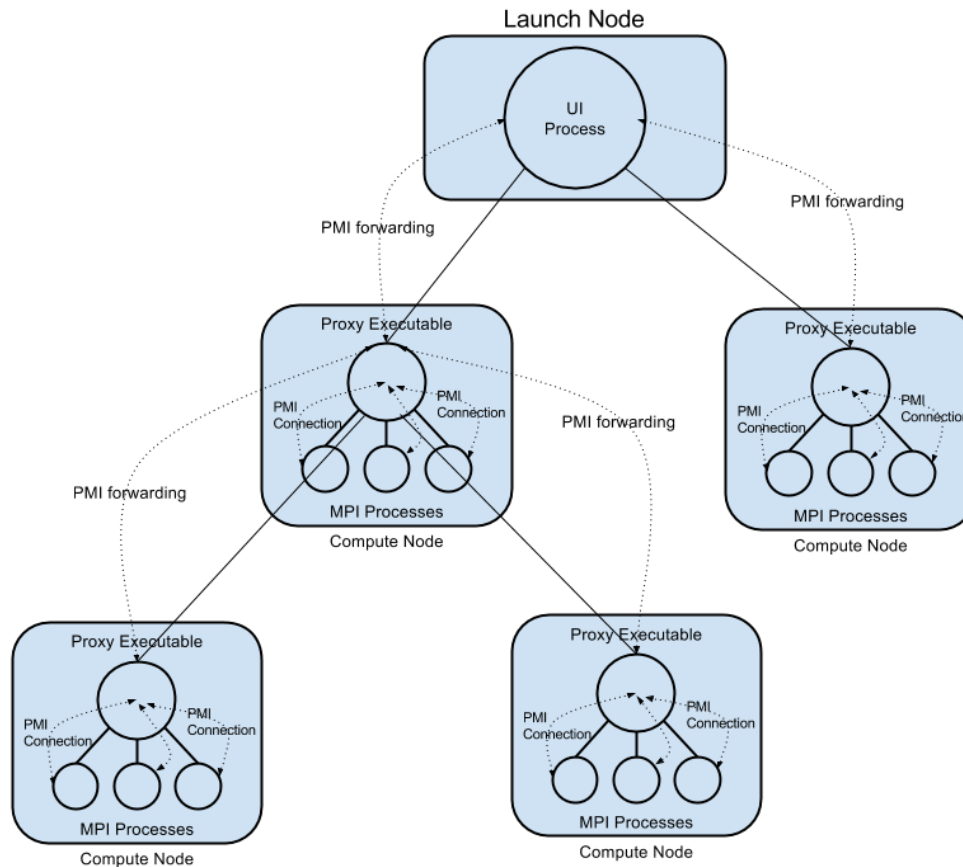 Launch Node
UI
Process
PMI forwarding
PMI forwarding
Proxy Executable
PMI
Connection
PMI
Connection
MPI Processes
Compute Node
Proxy Executable
PMI
Connection
PMI
Connection
MPI Processes
Compute Node
PMI forwarding
PMI forwarding
Proxy Executable
PMI
Connection
PMI
Connection
MPI Processes
Compute Node
Proxy Executable
PMI
Connection
PMI
Connection
MPI Processes
Compute Node